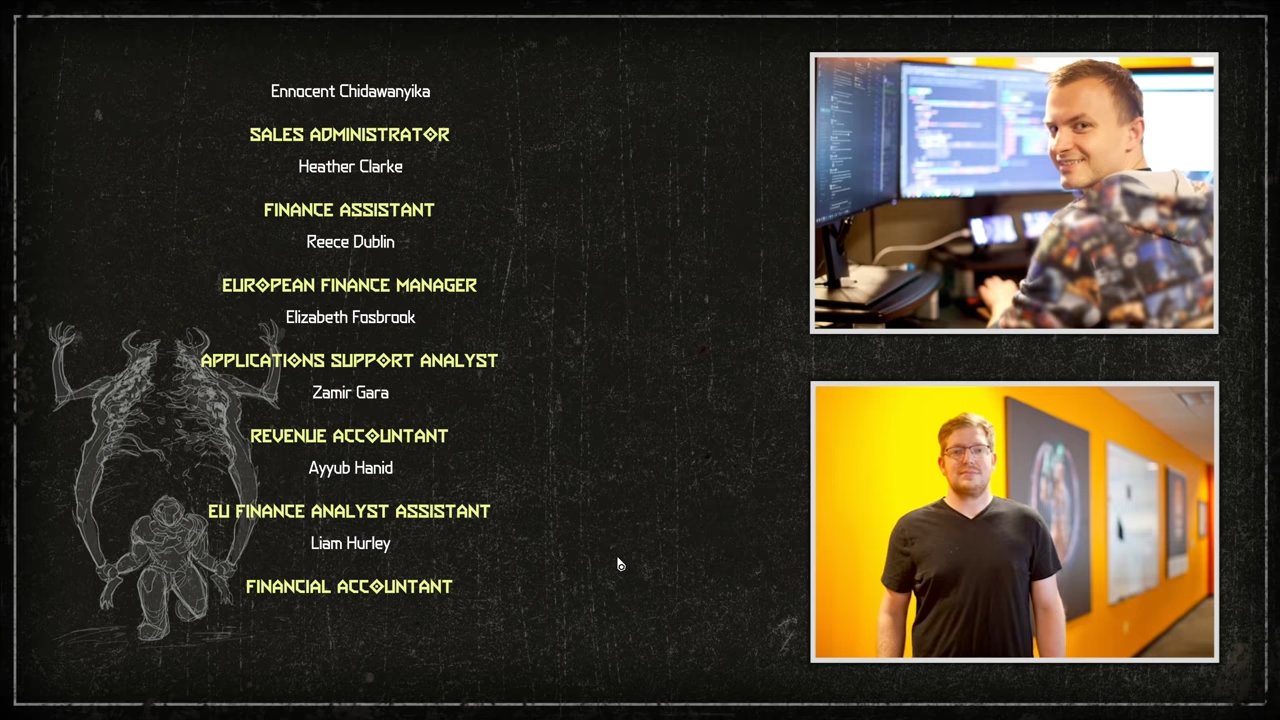 Ennocent Chidawanyika
SALES ADMINISTRATOR
Heather Clarke
FINANCE ASSISTANT
Reece Dublin
EUROPEAN FINANCE MANAGER
Elizabeth Fosbrook
APPLICATIONS SUPPORT ANALYST
Zamir Gara
REVENUE ACCOUNTANT
Ayyub Hanid
EU FINANCE ANALYST ASSISTANT
Liam Hurley
FINANCIAL ACCOUNTANT